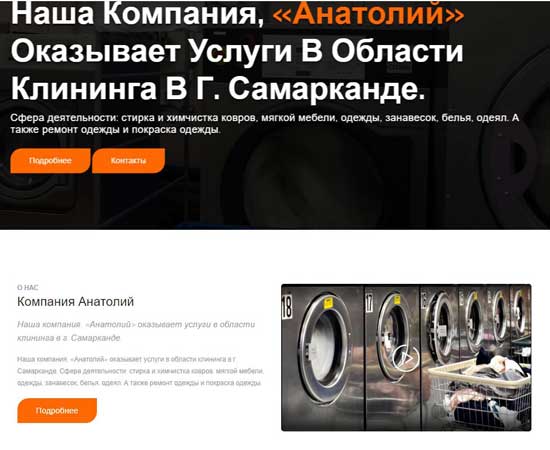 Наша Компания, «Анатолий»
Оказывает Услуги В Области
Клининга В Г. Самарканде.
Сфера деятельности: стирка и химчистка ковров, мягкой мебели, одежды, занавесок, белья, одеял. А
также ремонт одежды и покраска одежды.
Подробнее
Контакты
О НАС
Компания Анатолий
Наша компания «Анатолий» оказывает услуги в области
клининга в г. Самарканде.
Наша компания, «Анатолий» оказывает услуги в области клининга в г.
Самарканде. Сфера деятельности: стирка и химчистка ковров, мягкой мебели,
одежды, занавесок, белья, одеял. А также ремонт одежды и покраска одежды.
Подробнее
18
17